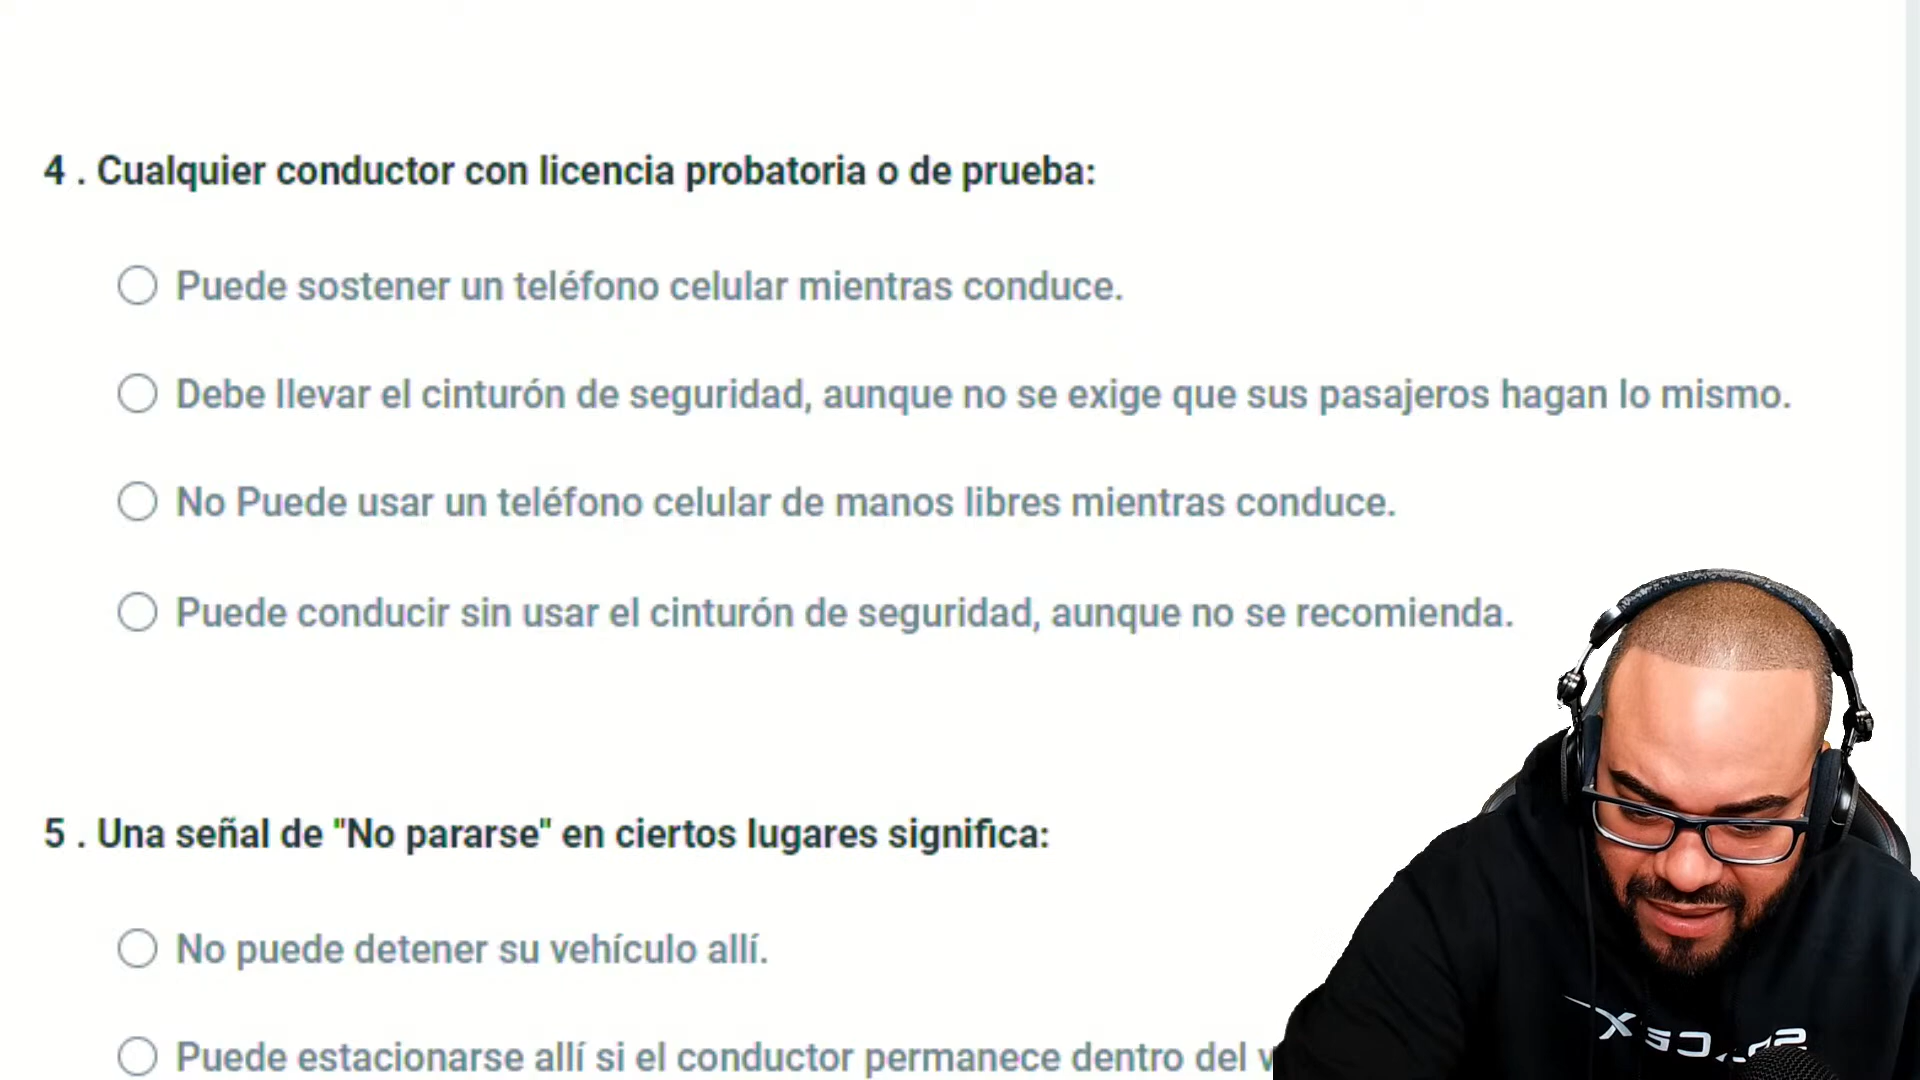 4 . Cualquier conductor con licencia probatoria o de prueba:
Puede sostener un teléfono celular mientras conduce.
Debe llevar el cinturón de seguridad, aunque no se exige que sus pasajeros hagan lo mismo.
No Puede usar un teléfono celular de manos libres mientras conduce.
Puede conducir sin usar el cinturón de seguridad, aunque no se recomienda.
5 . Una señal de "No pararse" en ciertos lugares significa:
No puede detener su vehículo allí.
Puede estacionarse allí si el conductor permanece dentro del